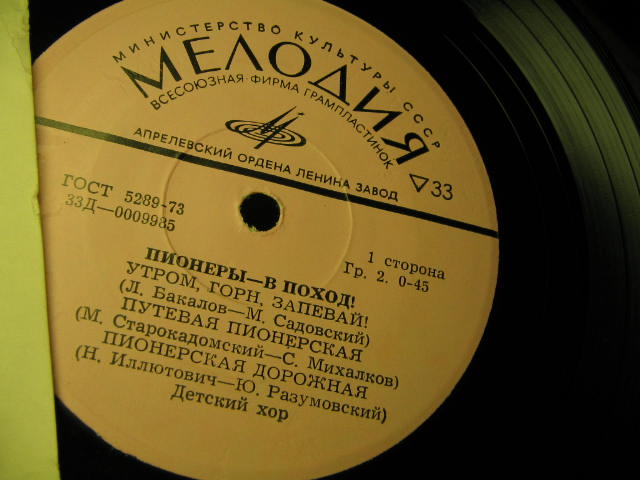 МИНИСТЕРСТВО КУЛЬТУРЫ СССР
МЕЛОДИЯ
ВСЕСОЮЗНАЯ ФИРМА ГРАМПЛАСТИНОК
АПРЕЛЕВСКИЙ ОРДЕНА ЛЕНИНА ЗАВОД
33
ГОСТ 5289-73
33Д—0009985
1 сторона
Гр. 2. 0-45
ПИОНЕРЫ—В ПОХОД!
УТРОМ, ГОРН, ЗАПЕВАЙ!
(Л. Бакалов—М. Садовский)
ПУТЕВАЯ ПИОНЕРСКАЯ
(М. Старокадомский—С. Михалков)
ПИОНЕРСКАЯ ДОРОЖНАЯ
(Н. Иллютович—Ю. Разумовский)
Детский хор